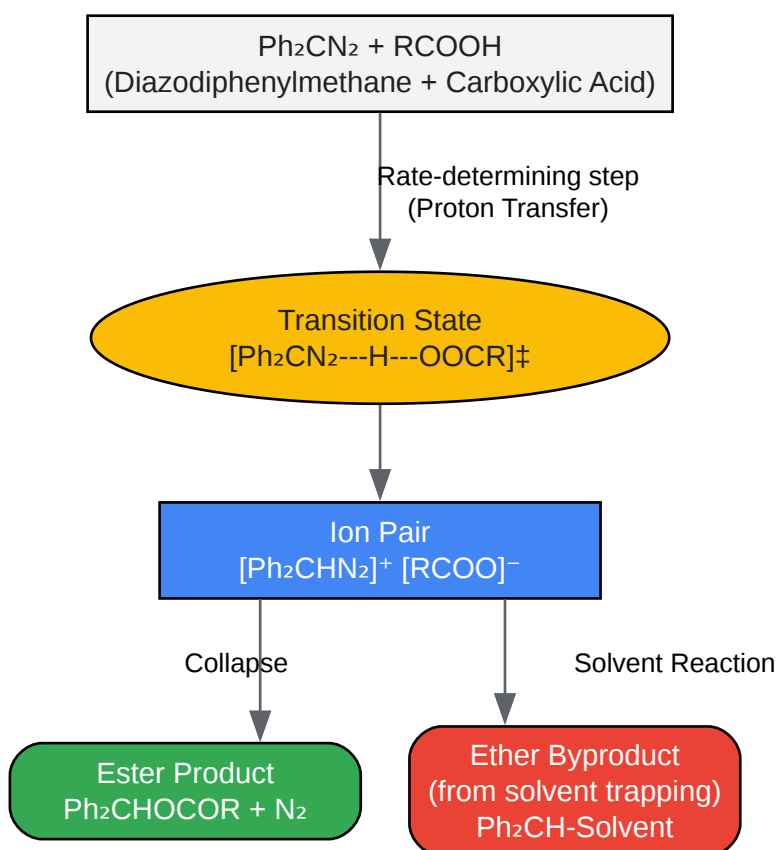 Ph₂CN₂ + RCOOH
(Diazodiphenylmethane + Carboxylic Acid)
Rate-determining step
(Proton Transfer)
Transition State
[Ph₂CN₂---H---OOCR]‡
Ion Pair
[Ph₂CHN₂]⁺ [RCOO]⁻
Collapse
Solvent Reaction
Ester Product
Ph₂CHOCOR + N₂
Ether Byproduct
(from solvent trapping)
Ph₂CH-Solvent